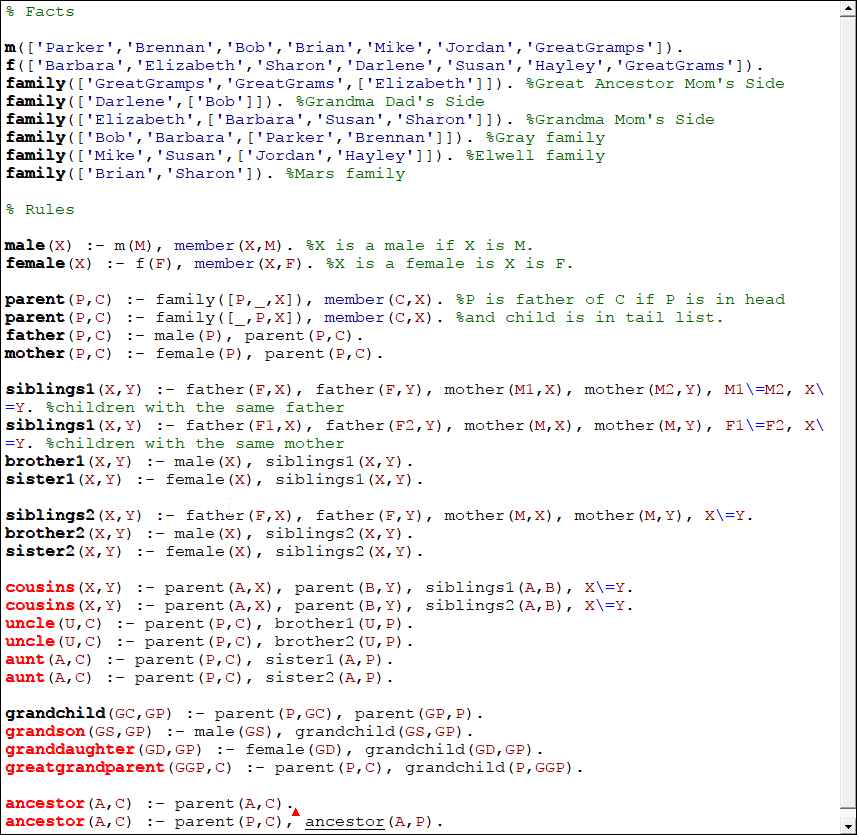 % Facts
m(['Parker','Brennan','Bob','Brian','Mike','Jordan','GreatGramps']).
f(['Barbara','Elizabeth','Sharon','Darlene','Susan','Hayley','GreatGrams']).
family(['GreatGramps','GreatGrams',['Elizabeth']]). %Great Ancestor Mom's Side
family(['Darlene',['Bob']]). %Grandma Dad's Side
family(['Elizabeth',['Barbara','Susan','Sharon']]). %Grandma Mom's Side
family(['Bob','Barbara',['Parker','Brennan']]). %Gray family
family(['Mike','Susan',['Jordan','Hayley']]). %Elwell family
family(['Brian','Sharon']). %Mars family
% Rules
male(X) :- m(M), member(X,M). %X is a male if X is M.
female(X) :- f(F), member(X,F). %X is a female is X is F.
parent(P,C) :- family([P,_,X]), member(C,X). %P is father of C if P is in head
parent(P,C) :- family([_,P,X]), member(C,X). %and child is in tail list.
father(P,C) :- male(P), parent(P,C).
mother(P,C) :- female(P), parent(P,C).
siblings1(X,Y) :- father(F,X), father(F,Y), mother(M1,X), mother(M2,Y), M1\=M2, X\
=Y. %children with the same father
siblings1(X,Y) :- father(F1,X), father(F2,Y), mother(M,X), mother(M,Y), F1\=F2, X\
=Y. %children with the same mother
brother1(X,Y) :- male(X), siblings1(X,Y).
sister1(X,Y) :- female(X), siblings1(X,Y).
siblings2(X,Y) :- father(F,X), father(F,Y), mother(M,X), mother(M,Y), X\=Y.
brother2(X,Y) :- male(X), siblings2(X,Y).
sister2(X,Y) :- female(X), siblings2(X,Y).
cousins(X,Y) :- parent(A,X), parent(B,Y), siblings1(A,B), X\=Y.
cousins(X,Y) :- parent(A,X), parent(B,Y), siblings2(A,B), X\=Y.
uncle(U,C) :- parent(P,C), brother1(U,P).
uncle(U,C) :- parent(P,C), brother2(U,P).
aunt(A,C) :- parent(P,C), sister1(A,P).
aunt(A,C) :- parent(P,C), sister2(A,P).
grandchild(GC,GP) :- parent(P,GC), parent(GP,P).
grandson(GS,GP) :- male(GS), grandchild(GS,GP).
granddaughter(GD,GP) :- female(GD), grandchild(GD,GP).
greatgrandparent(GGP,C) :- parent(P,C), grandchild(P,GGP).
ancestor(A,C) :- parent(A,C).
ancestor(A,C) :- parent(P,C), ancestor(A,P).